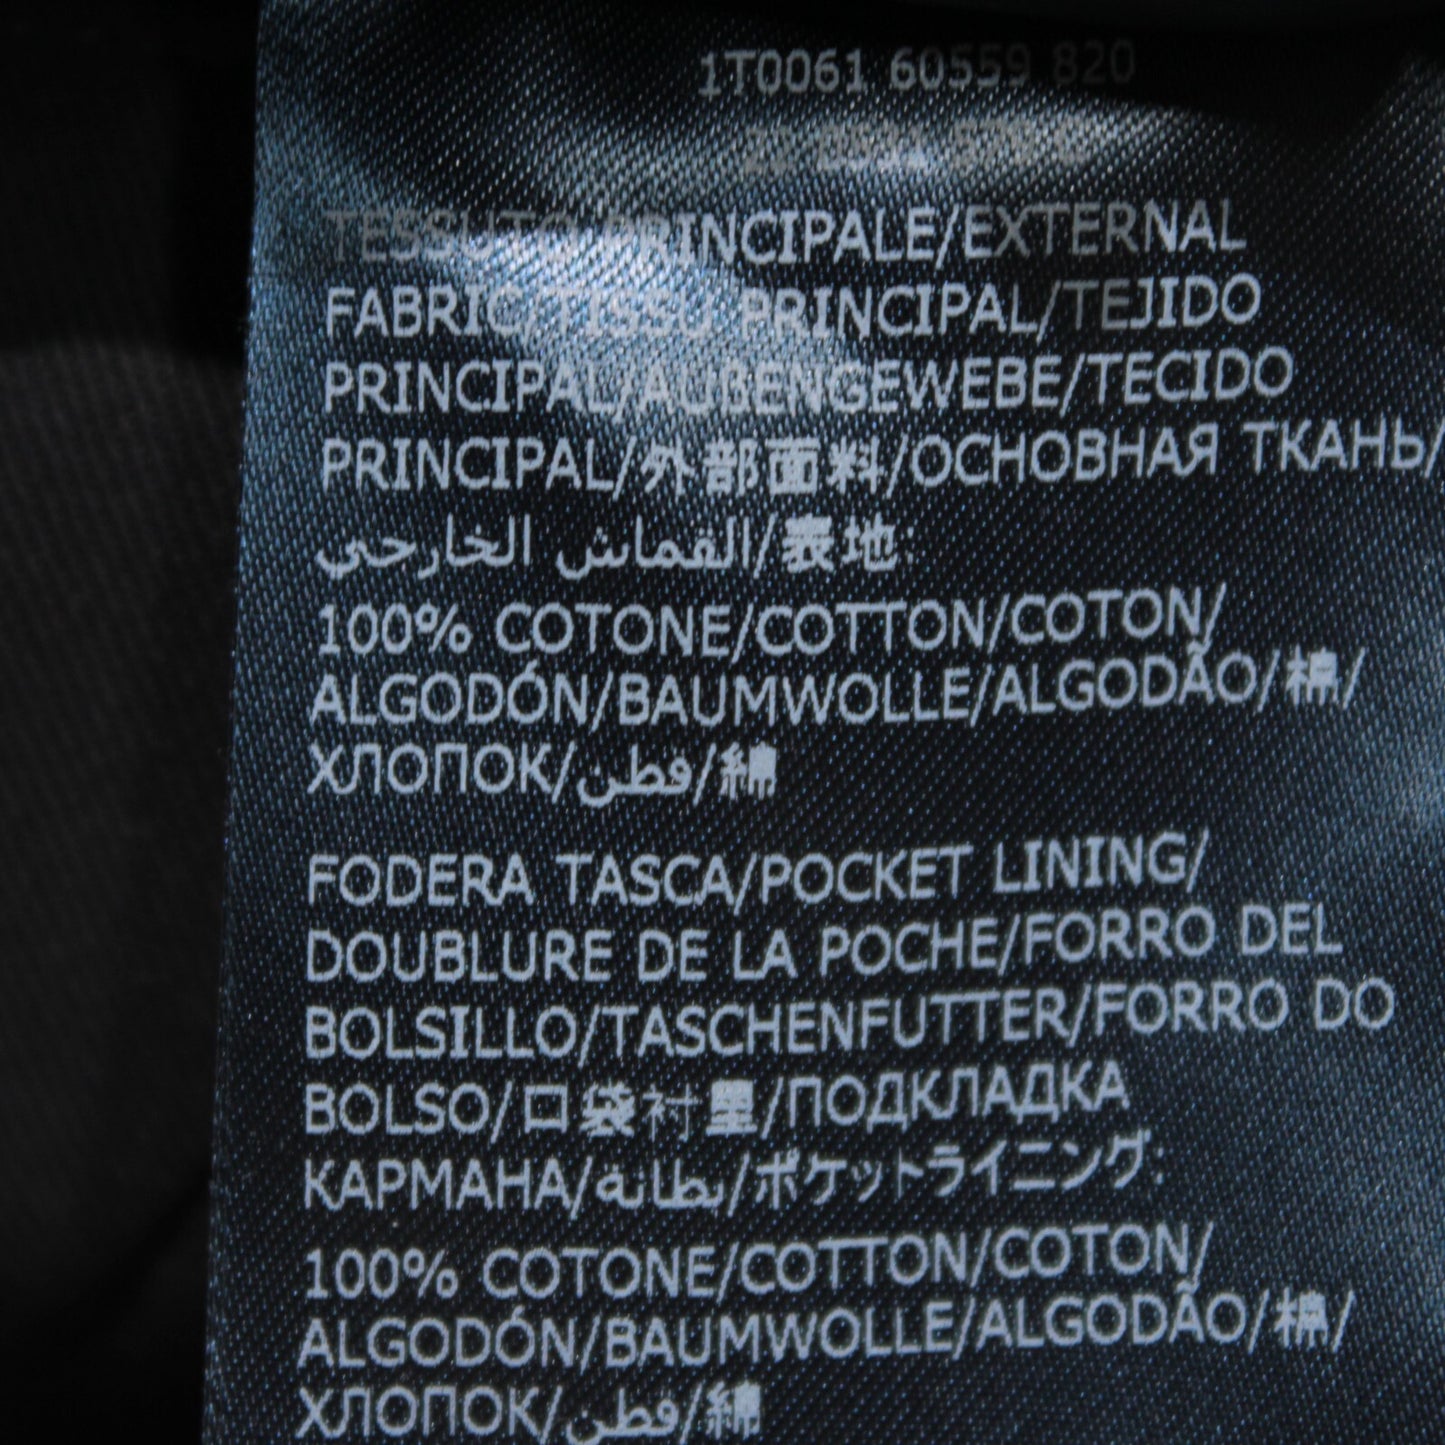 1T0061 60559 820
TESSUTO PRINCIPALE/EXTERNAL
FABRIC/TISSU PRINCIPAL/TEJIDO
PRINCIPAL/AUßENGEWEBE/TECIDO
PRINCIPAL/外部面料/ОСНОВНАЯ ТКАНЬ/
القماش الخارجي/表地:
100% COTONE/COTTON/COTON/
ALGODÓN/BAUMWOLLE/ALGODÃO/棉/
ХЛОПОК/قطن/綿
FODERA TASCA/POCKET LINING/
DOUBLURE DE LA POCHE/FORRO DEL
BOLSILLO/TASCHENFUTTER/FORRO DO
BOLSO/口袋衬里/ПОДКЛАДКА
КАРМАНА/بطانة/ポケットライニング:
100% COTONE/COTTON/COTON/
ALGODÓN/BAUMWOLLE/ALGODÃO/棉/
ХЛОПОК/قطن/綿